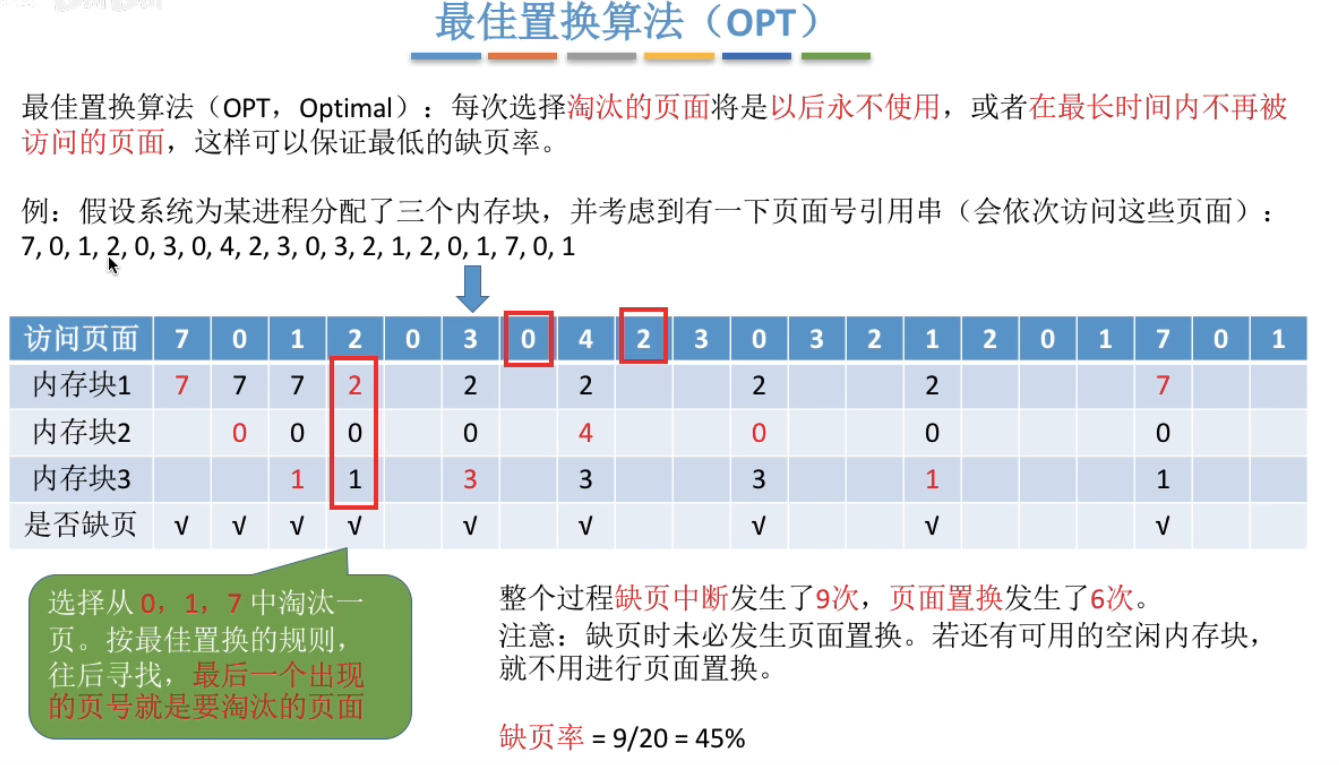 最佳置换算法（OPT）
最佳置换算法（OPT，Optimal）：每次选择淘汰的页面将是以后永不使用，或者在最长时间内不再被
访问的页面，这样可以保证最低的缺页率。
例：假设系统为某进程分配了三个内存块，并考虑到有一下页面号引用串（会依次访问这些页面）：
7, 0, 1, 2, 0, 3, 0, 4, 2, 3, 0, 3, 2, 1, 2, 0, 1, 7, 0, 1
访问页面 7 0 1 2 0 3 0 4 2 3 0 3 2 1 2 0 1 7 0 1
内存块1 7 7 7 2 2 2 2 2 7
内存块2 0 0 0 0 4 0 0 0
内存块3 1 1 3 3 3 1 1
是否缺页 √ √ √ √ √ √ √ √ √
选择从 0，1，7 中淘汰一
页。按最佳置换的规则，
往后寻找，最后一个出现
的页号就是要淘汰的页面
整个过程缺页中断发生了9次，页面置换发生了6次。
注意：缺页时未必发生页面置换。若还有可用的空闲内存块，
就不用进行页面置换。
缺页率 = 9/20 = 45%